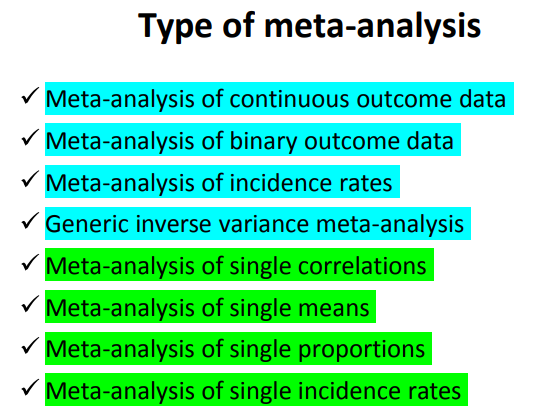 Type of meta-analysis
✓ Meta-analysis of continuous outcome data
✓ Meta-analysis of binary outcome data
✓ Meta-analysis of incidence rates
✓ Generic inverse variance meta-analysis
✓ Meta-analysis of single correlations
✓ Meta-analysis of single means
✓ Meta-analysis of single proportions
✓ Meta-analysis of single incidence rates